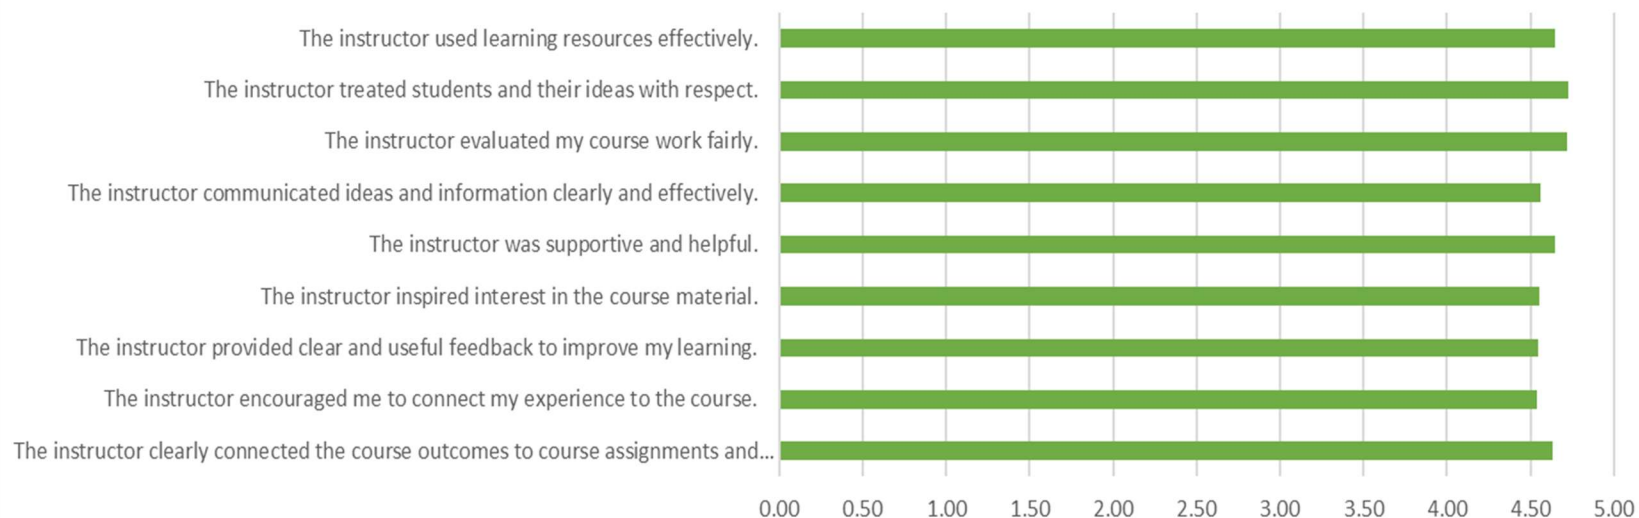 The instructor used learning resources effectively.
The instructor treated students and their ideas with respect.
The instructor evaluated my course work fairly.
The instructor communicated ideas and information clearly and effectively.
The instructor was supportive and helpful.
The instructor inspired interest in the course material.
The instructor provided clear and useful feedback to improve my learning.
The instructor encouraged me to connect my experience to the course.
The instructor clearly connected the course outcomes to course assignments and...
0.00 0.50 1.00 1.50 2.00 2.50 3.00 3.50 4.00 4.50 5.00